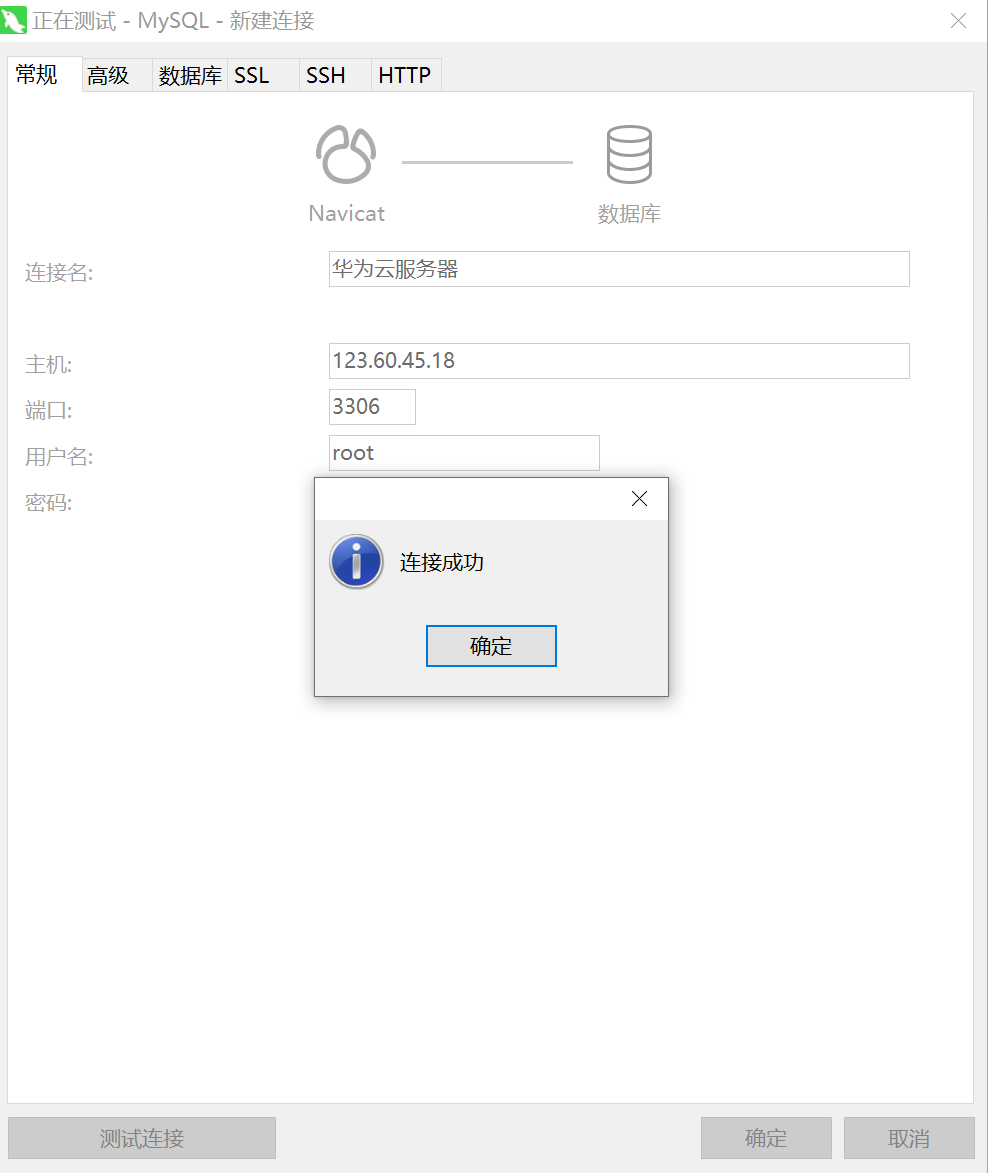 正在测试 - MySQL - 新建连接
常规 高级 数据库 SSL SSH HTTP
Navicat 数据库
连接名: 华为云服务器
主机: 123.60.45.18
端口: 3306
用户名: root
密码:
连接成功
确定
测试连接 确定 取消